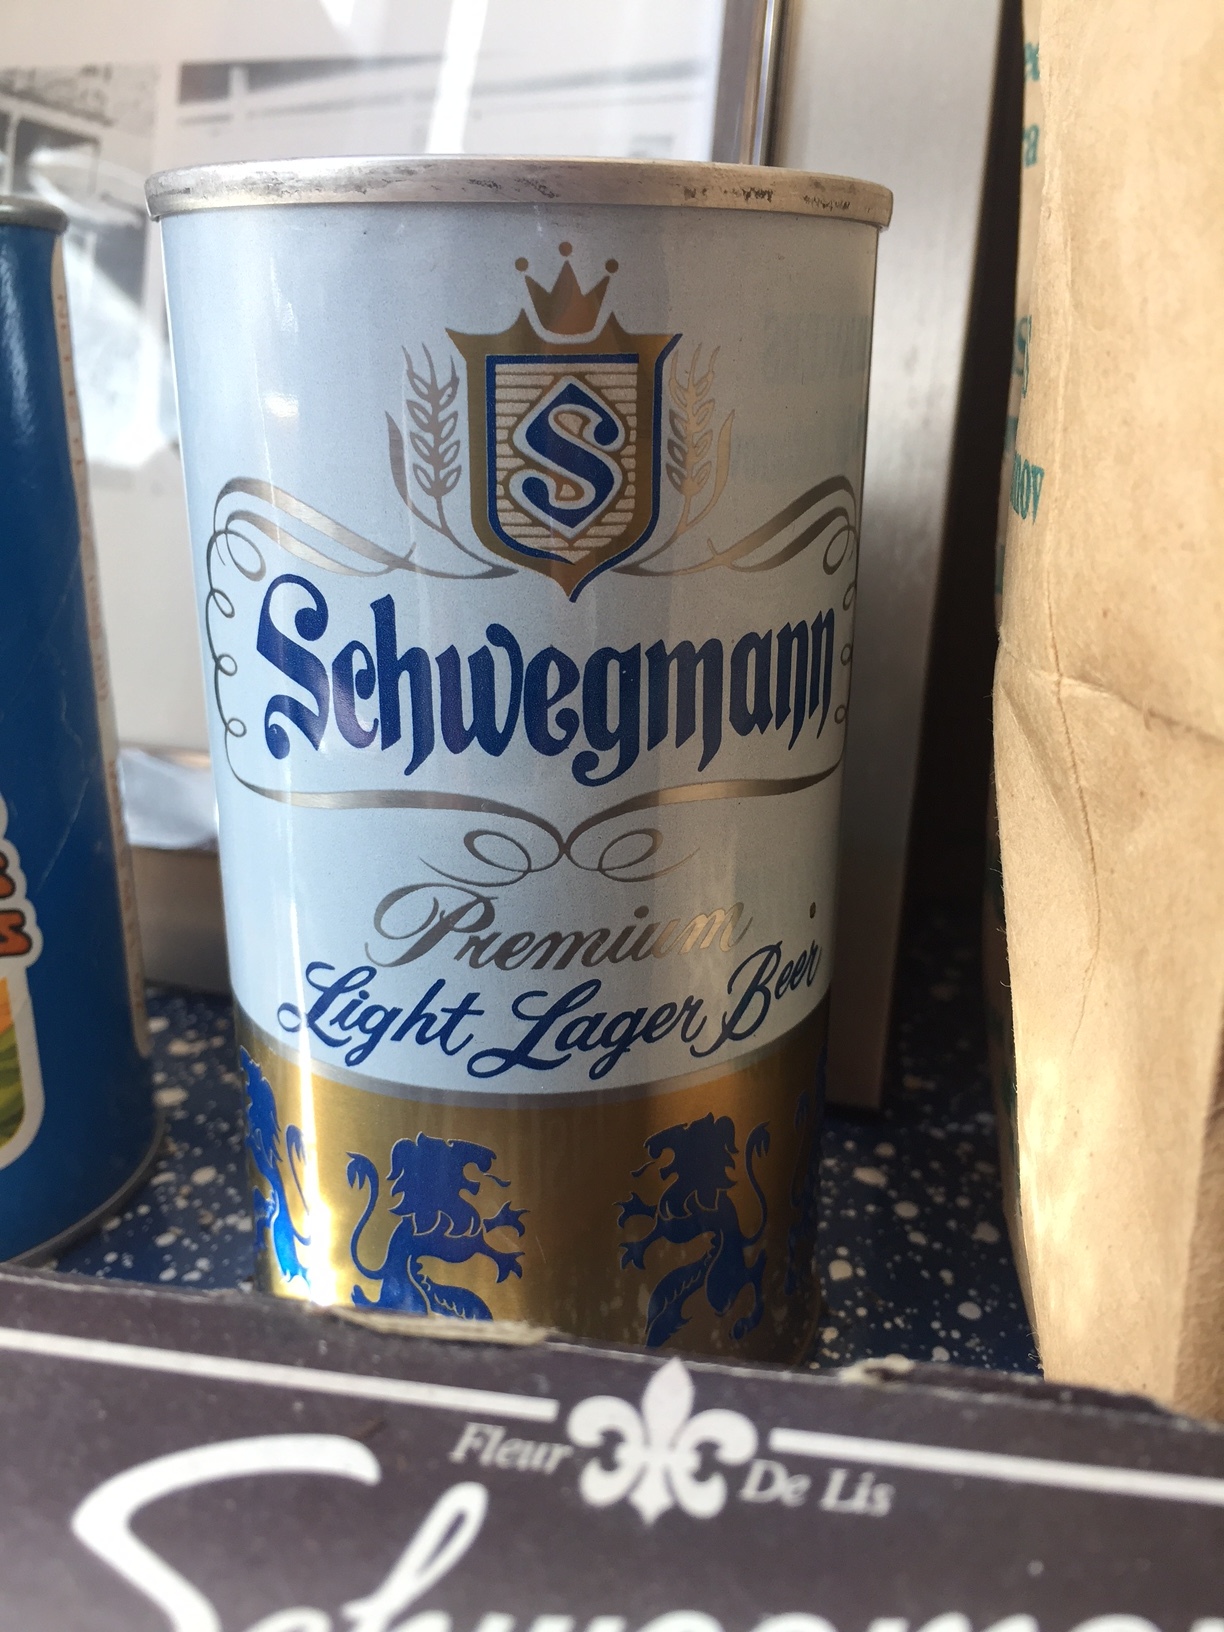 S
Schwegmann
Premium
Light Lager Beer
Fleur De Lis